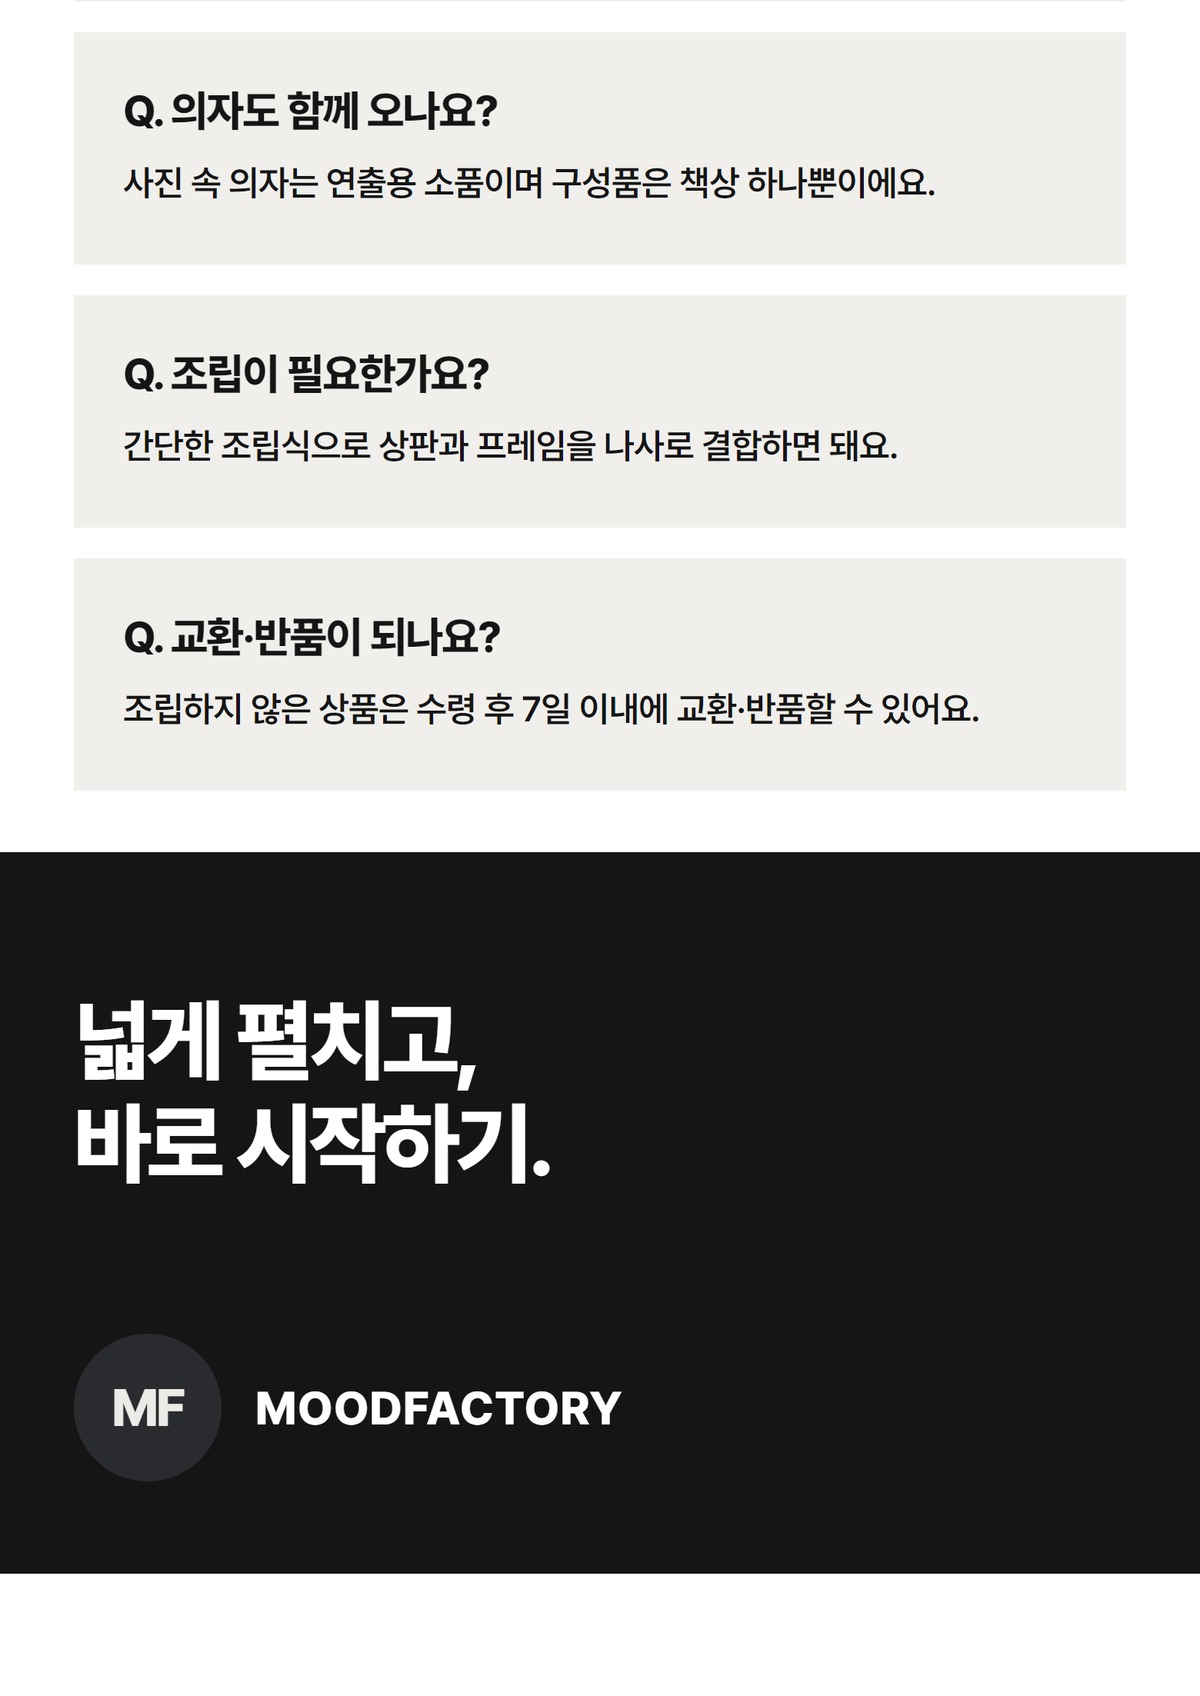 Q. 의자도 함께 오나요?
사진 속 의자는 연출용 소품이며 구성품은 책상 하나뿐이에요.
Q. 조립이 필요한가요?
간단한 조립식으로 상판과 프레임을 나사로 결합하면 돼요.
Q. 교환·반품이 되나요?
조립하지 않은 상품은 수령 후 7일 이내에 교환·반품할 수 있어요.
넓게 펼치고,
바로 시작하기.
MF MOODFACTORY